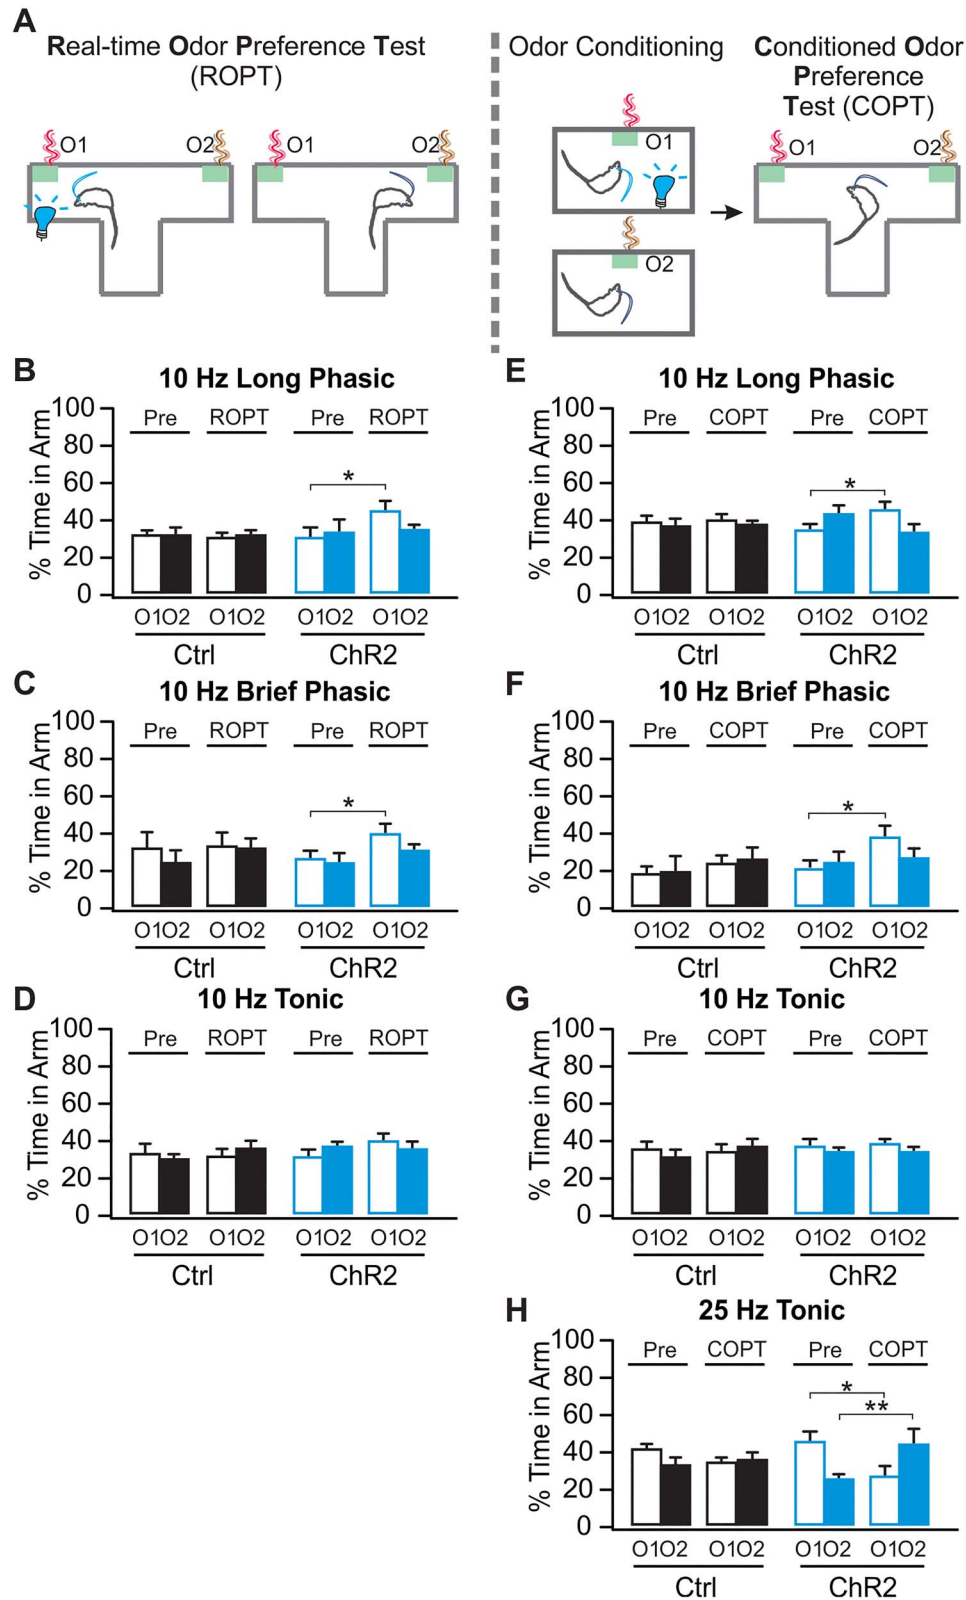 A
Real-time Odor Preference Test
(ROPT)
Odor Conditioning
Conditioned Odor
Preference
Test (COPT)
O1
O2
O1
O2
O1
O2
O1
O2
B
10 Hz Long Phasic
% Time in Arm
100
80
60
40
20
0
Pre
ROPT
Pre
ROPT
*
O1O2
O1O2
O1O2
O1O2
Ctrl
ChR2
E
10 Hz Long Phasic
% Time in Arm
100
80
60
40
20
0
Pre
COPT
Pre
COPT
*
O1O2
O1O2
O1O2
O1O2
Ctrl
ChR2
C
10 Hz Brief Phasic
% Time in Arm
100
80
60
40
20
0
Pre
ROPT
Pre
ROPT
*
O1O2
O1O2
O1O2
O1O2
Ctrl
ChR2
F
10 Hz Brief Phasic
% Time in Arm
100
80
60
40
20
0
Pre
COPT
Pre
COPT
*
O1O2
O1O2
O1O2
O1O2
Ctrl
ChR2
D
10 Hz Tonic
% Time in Arm
100
80
60
40
20
0
Pre
ROPT
Pre
ROPT
O1O2
O1O2
O1O2
O1O2
Ctrl
ChR2
G
10 Hz Tonic
% Time in Arm
100
80
60
40
20
0
Pre
COPT
Pre
COPT
O1O2
O1O2
O1O2
O1O2
Ctrl
ChR2
H
25 Hz Tonic
% Time in Arm
100
80
60
40
20
0
Pre
COPT
Pre
COPT
*
**
O1O2
O1O2
O1O2
O1O2
Ctrl
ChR2